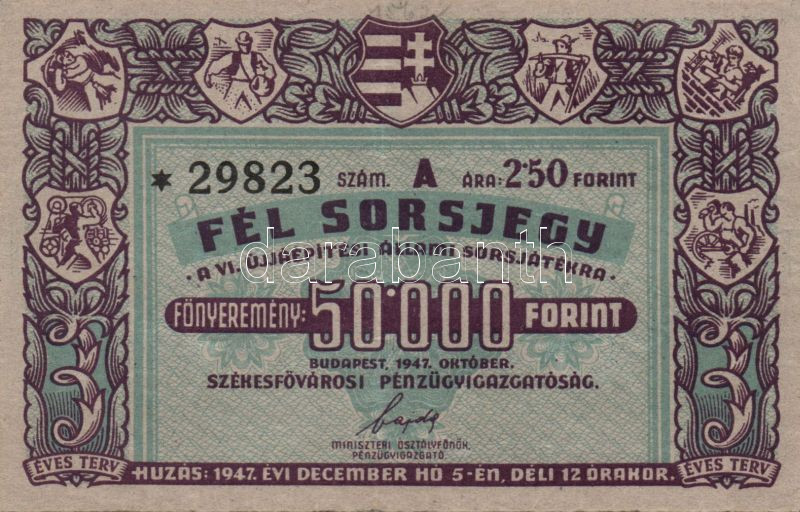 * 29823 SZÁM. A ÁRA: 2·50 FORINT
FÉL SORSJEGY
· A VI. ÚJJÁÉPÍTÉSI ÁLLAMI SORSJÁTÉKRA ·
darabanth
FŐNYEREMÉNY: 50·000 FORINT
BUDAPEST, 1947. OKTÓBER.
SZÉKESFŐVÁROSI PÉNZÜGYIGAZGATÓSÁG.
MINISZTERI OSZTÁLYFŐNÖK,
PÉNZÜGYIGAZGATÓ.
3 3
ÉVES TERV ÉVES TERV
HUZÁS: 1947. ÉVI DECEMBER HÓ 5-ÉN, DÉLI 12 ÓRAKOR.